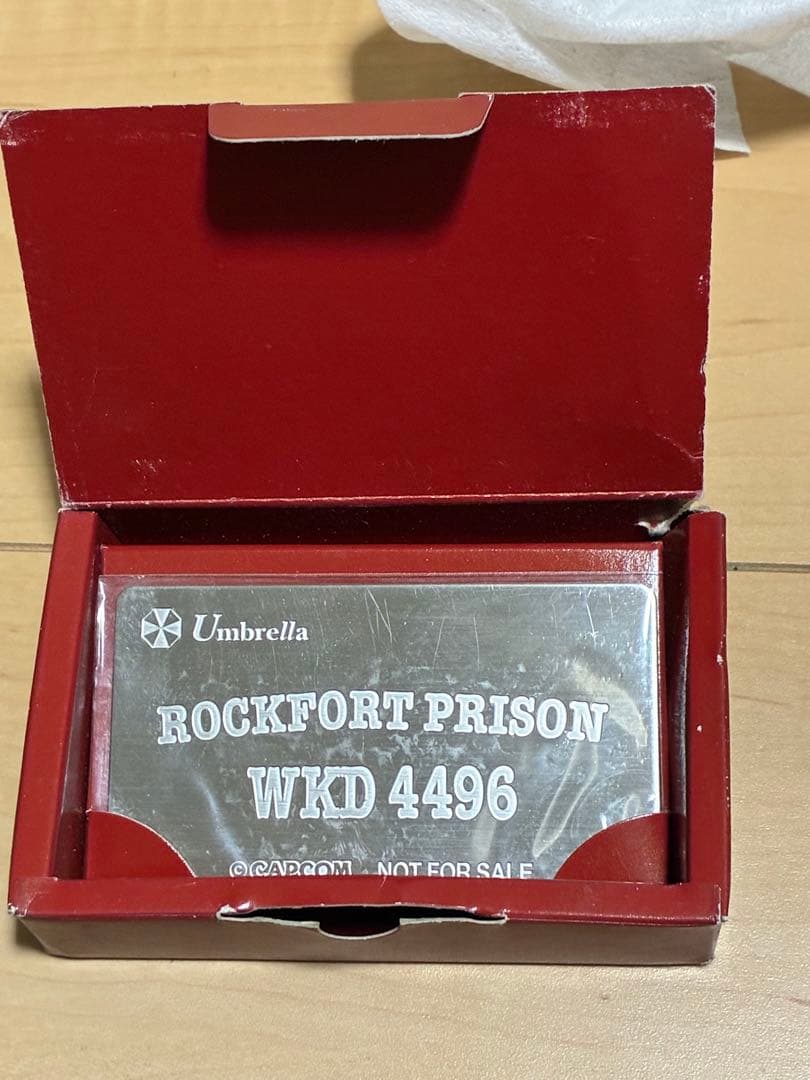 Umbrella
ROCKFORT PRISON
WKD 4496
©CAPCOM NOT FOR SALE